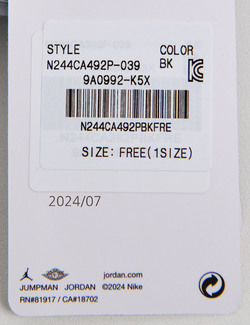 STYLE COLOR
N244CA492P-039 BK
9A0992-K5X
N244CA492PBKFRE
SIZE: FREE(1SIZE)
2024/07
jordan.com
JUMPMAN JORDAN ©2024 Nike
RN#81917 / CA#18702